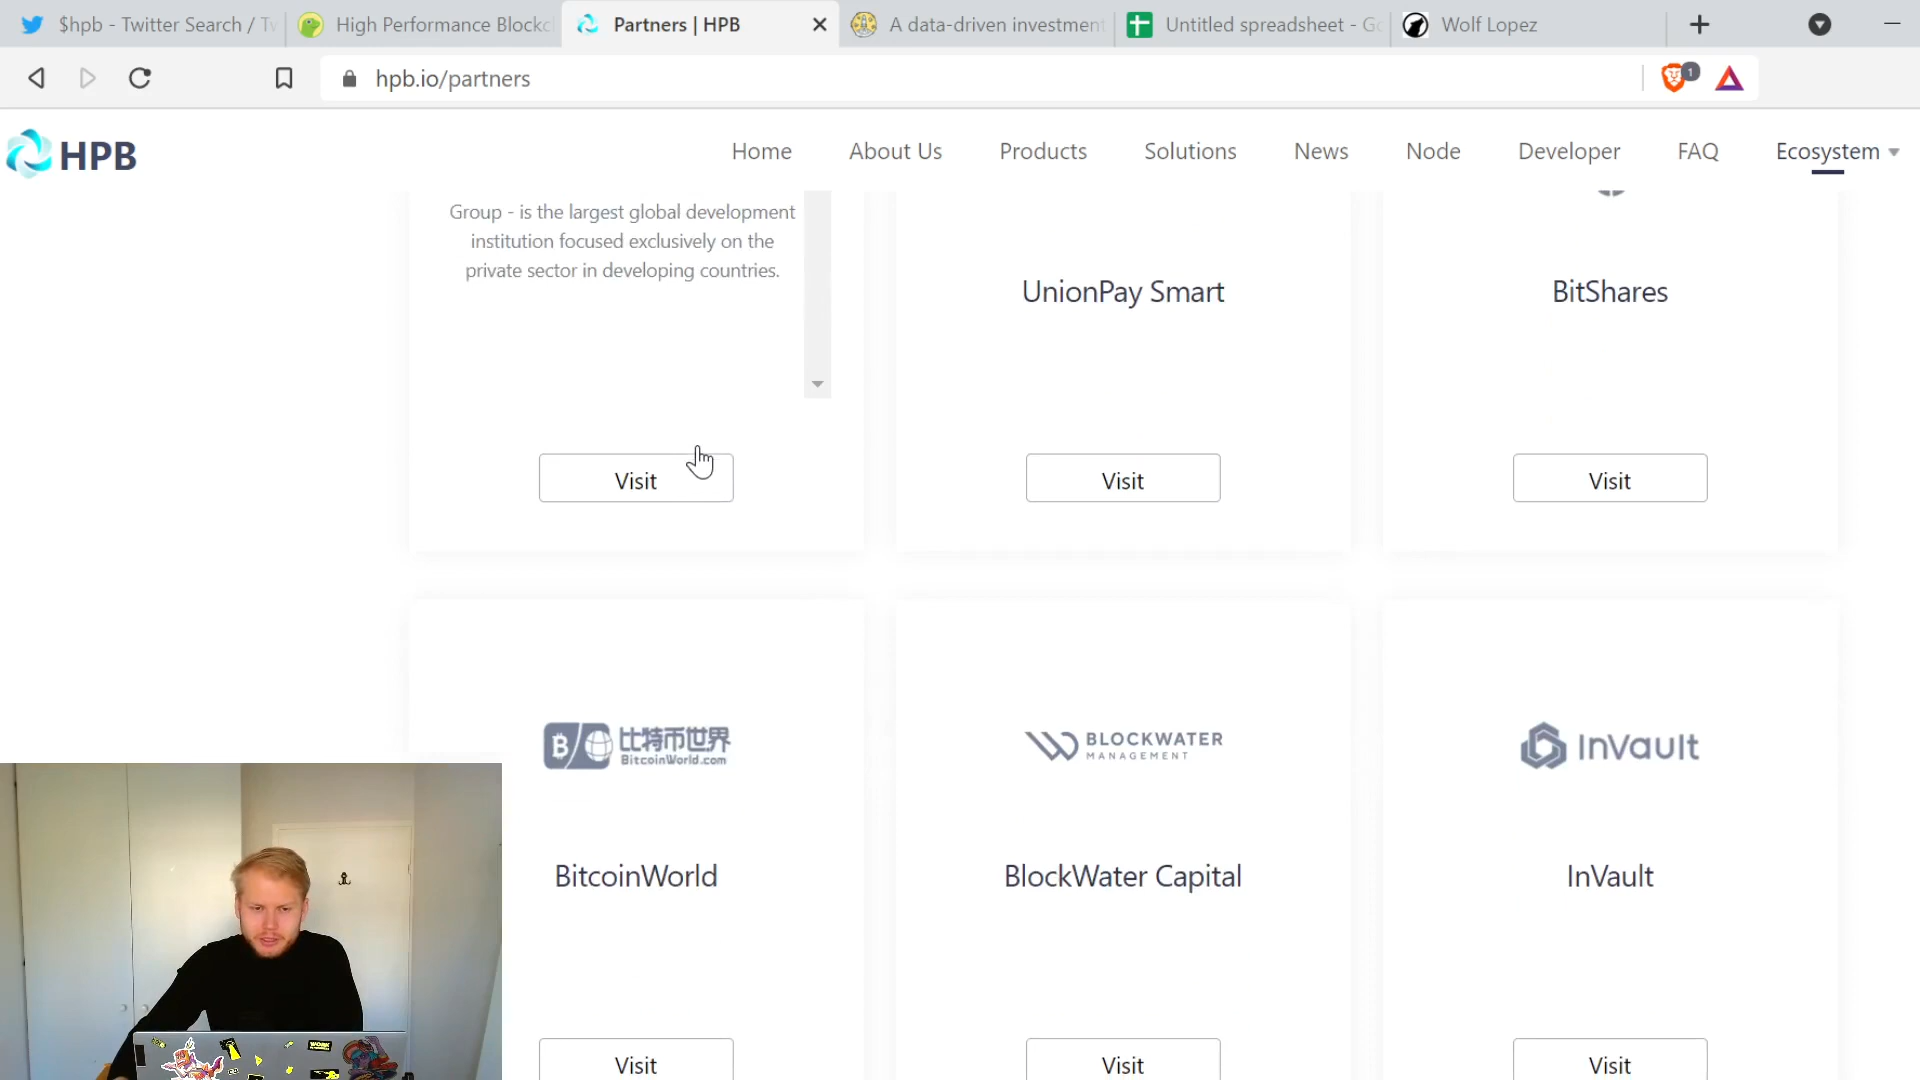 $hpb - Twitter Search / Tw
High Performance Blockc
Partners | HPB
A data-driven investment
Untitled spreadsheet - Go
Wolf Lopez
hpb.io/partners
1
HPB
Home
About Us
Products
Solutions
News
Node
Developer
FAQ
Ecosystem
Group - is the largest global development
institution focused exclusively on the
private sector in developing countries.
UnionPay Smart
BitShares
Visit
Visit
Visit
B/ 比特币世界
BitcoinWorld.com
BLOCKWATER
MANAGEMENT
InVault
BitcoinWorld
BlockWater Capital
InVault
Visit
Visit
Visit